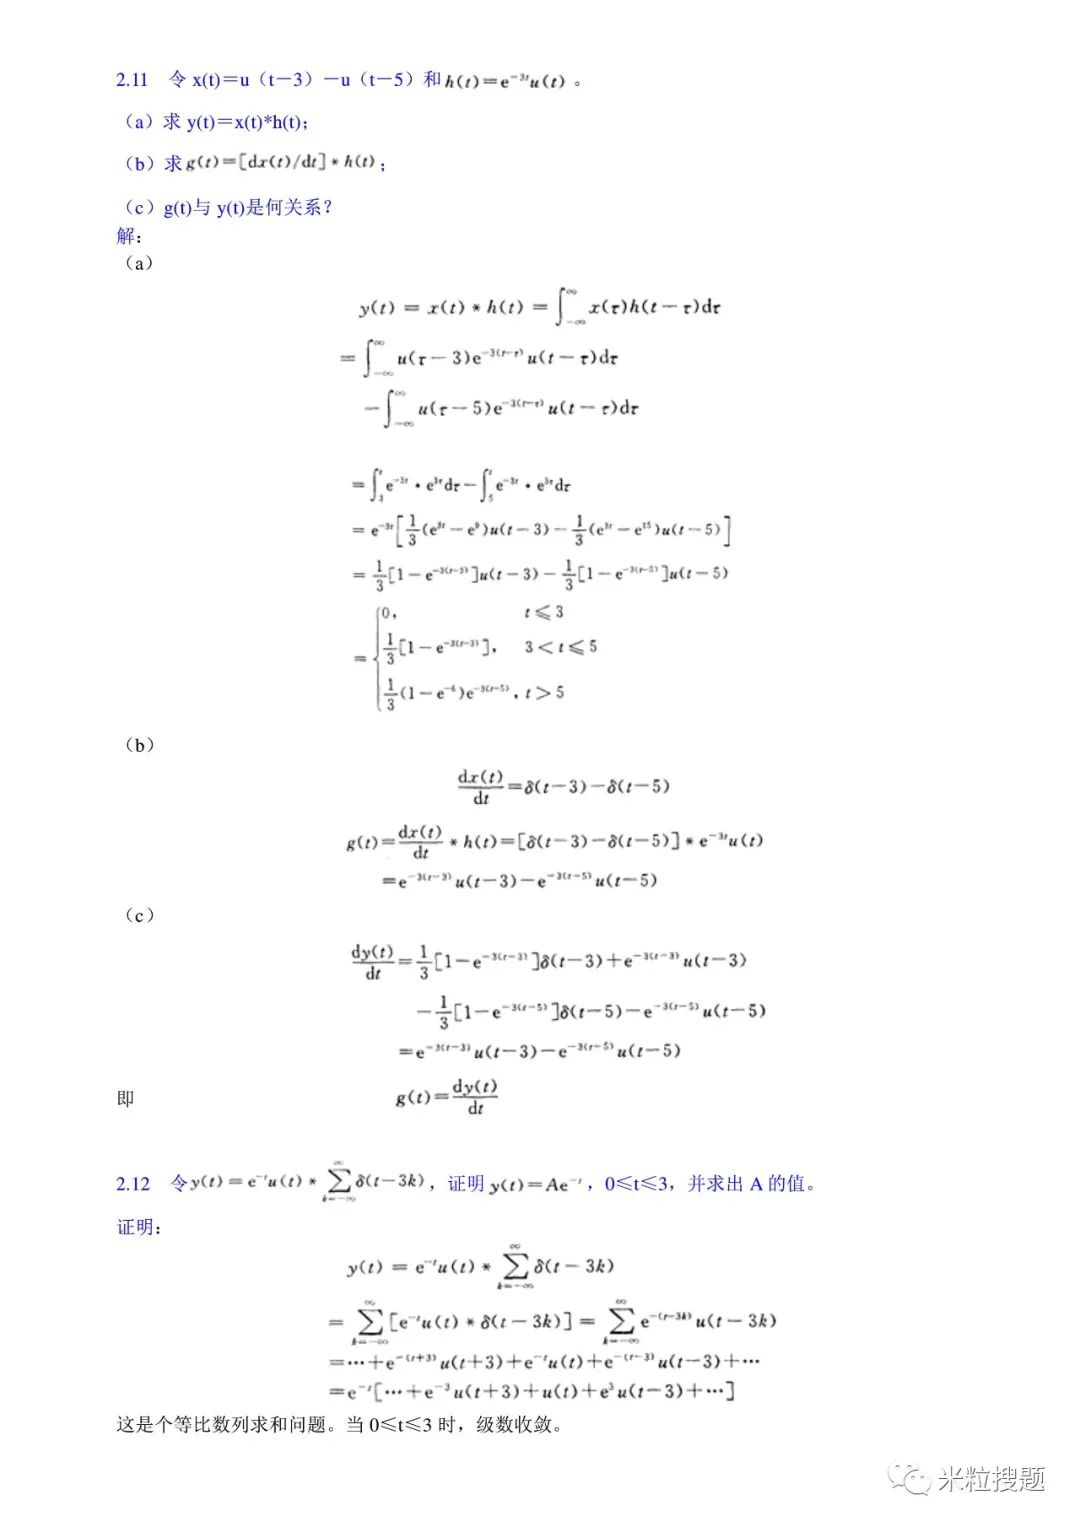 2.11 令 x(t)=u（t－3）－u（t－5）和 h(t)=e⁻³ᵗu(t) 。
（a）求 y(t)=x(t)*h(t);
（b）求 g(t)=[dx(t)/dt]*h(t) ;
（c）g(t)与 y(t)是何关系?
解:
（a）
y(t) = x(t) * h(t) = ∫_{-∞}^{∞} x(τ)h(t − τ)dτ
= ∫_{-∞}^{∞} u(τ − 3)e^{-3(t-τ)} u(t − τ)dτ
− ∫_{-∞}^{∞} u(τ − 5)e^{-3(t-τ)} u(t − τ)dτ
= ∫_3^t e^{-3t} · e^{3τ}dτ − ∫_5^t e^{-3t} · e^{3τ}dτ
= e^{-3t}[1/3(e^{3t} − e^9)u(t − 3) − 1/3(e^{3t} − e^{15})u(t − 5)]
= 1/3[1 − e^{-3(t-3)}]u(t − 3) − 1/3[1 − e^{-3(t-5)}]u(t − 5)
= { 0, t ⩽ 3
1/3[1 − e^{-3(t-3)}], 3 < t ⩽ 5
1/3(1 − e^{-6})e^{-3(t-5)}, t > 5
（b）
dx(t)/dt = δ(t−3)−δ(t−5)
g(t)= dx(t)/dt * h(t)=[δ(t−3)−δ(t−5)] * e^{-3t}u(t)
=e^{-3(t-3)}u(t−3)−e^{-3(t-5)}u(t−5)
（c）
dy(t)/dt = 1/3[1−e^{-3(t-3)}]δ(t−3)+e^{-3(t-3)}u(t−3)
−1/3[1−e^{-3(t-5)}]δ(t−5)−e^{-3(t-5)}u(t−5)
=e^{-3(t-3)}u(t−3)−e^{-3(t-5)}u(t−5)
即 g(t)= dy(t)/dt
2.12 令 y(t) = e^{-t}u(t) * ∑_{k=-∞}^{∞} δ(t−3k)，证明 y(t)=Ae^{-t}，0≤t≤3，并求出 A 的值。
证明:
y(t) = e^{-t}u(t) * ∑_{k=-∞}^{∞} δ(t − 3k)
= ∑_{k=-∞}^{∞} [e^{-t}u(t) * δ(t − 3k)] = ∑_{k=-∞}^{∞} e^{-(t-3k)}u(t − 3k)
=⋯+e^{-(t+3)}u(t+3)+e^{-t}u(t)+e^{-(t-3)}u(t−3)+⋯
=e^{-t}[⋯+e^{-3}u(t+3)+u(t)+e^{3}u(t−3)+⋯]
这是个等比数列求和问题。当 0≤t≤3 时，级数收敛。
米粒搜题